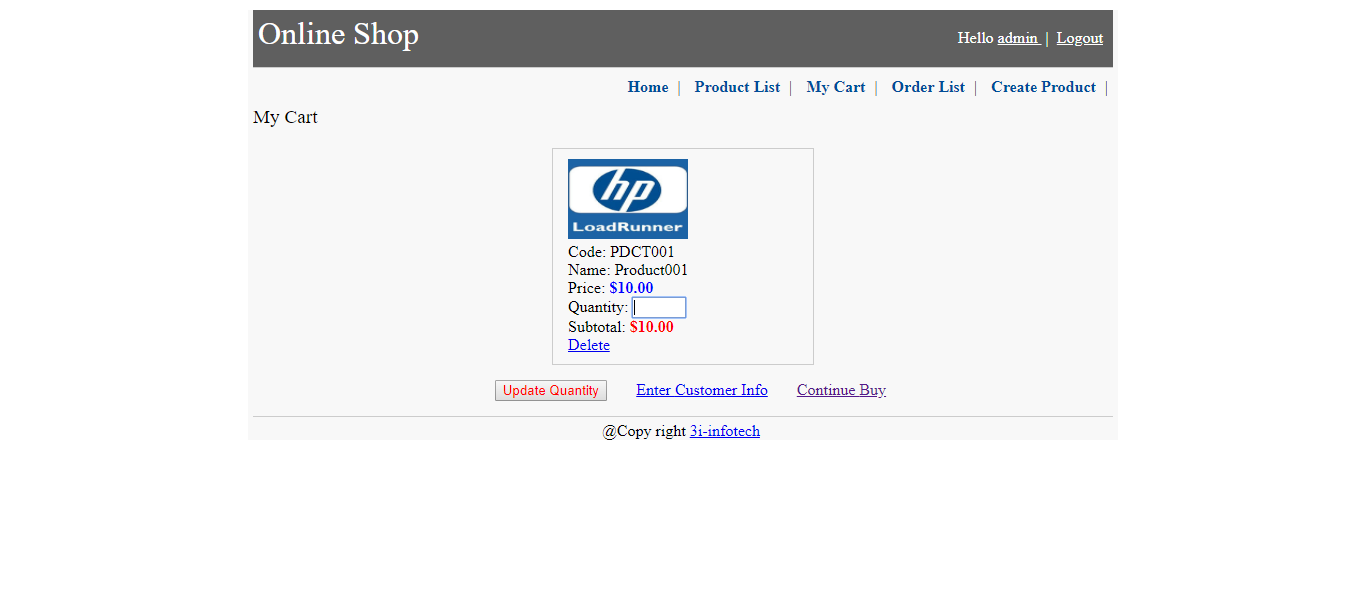 Online Shop
Hello admin | Logout
Home | Product List | My Cart | Order List | Create Product |
My Cart
hp
LoadRunner
Code: PDCT001
Name: Product001
Price: $10.00
Quantity:
Subtotal: $10.00
Delete
Update Quantity Enter Customer Info Continue Buy
@Copy right 3i-infotech